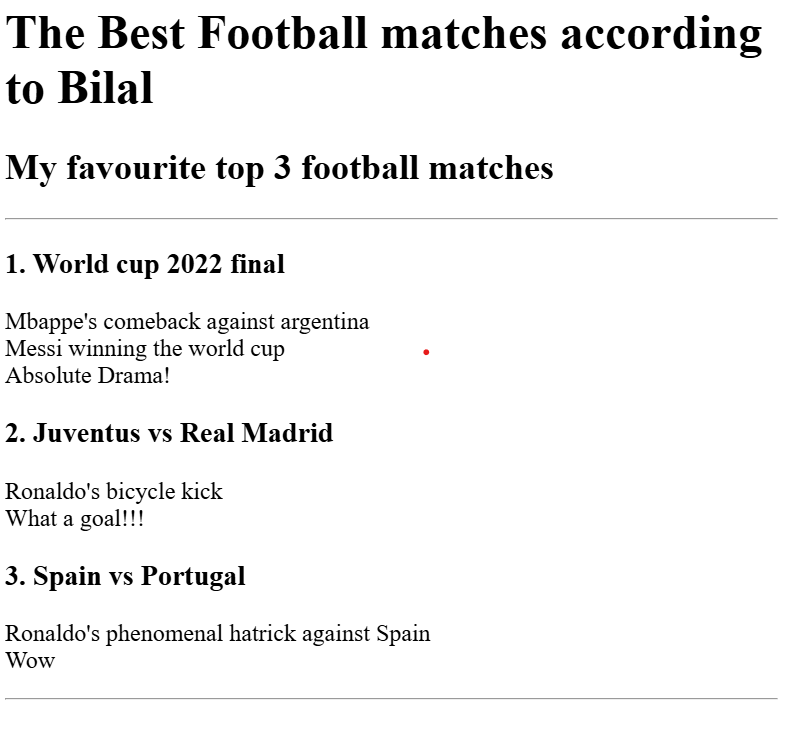 The Best Football matches according
to Bilal
My favourite top 3 football matches
1. World cup 2022 final
Mbappe's comeback against argentina
Messi winning the world cup
Absolute Drama!
2. Juventus vs Real Madrid
Ronaldo's bicycle kick
What a goal!!!
3. Spain vs Portugal
Ronaldo's phenomenal hatrick against Spain
Wow